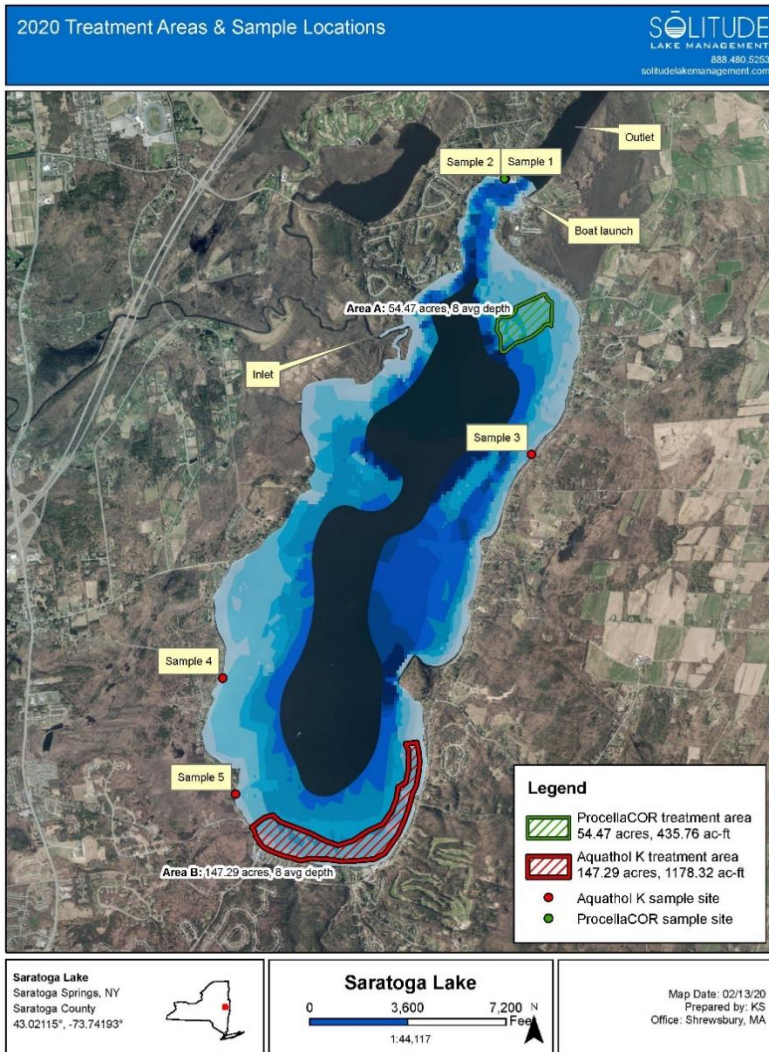 2020 Treatment Areas & Sample Locations
SŌLITUDE
LAKE MANAGEMENT
888.480.5253
solitudelakemanagement.com
Outlet
Sample 2
Sample 1
Boat launch
Area A: 54.47 acres, 8 avg depth
Inlet
Sample 3
Sample 4
Sample 5
Area B: 147.29 acres, 8 avg depth
Legend
ProcellaCOR treatment area
54.47 acres, 435.76 ac-ft
Aquathol K treatment area
147.29 acres, 1178.32 ac-ft
Aquathol K sample site
ProcellaCOR sample site
Saratoga Lake
Saratoga Springs, NY
Saratoga County
43.02115°, -73.74193°
Saratoga Lake
0 3,600 7,200
Feet
N
1:44,117
Map Date: 02/13/20
Prepared by: KS
Office: Shrewsbury, MA